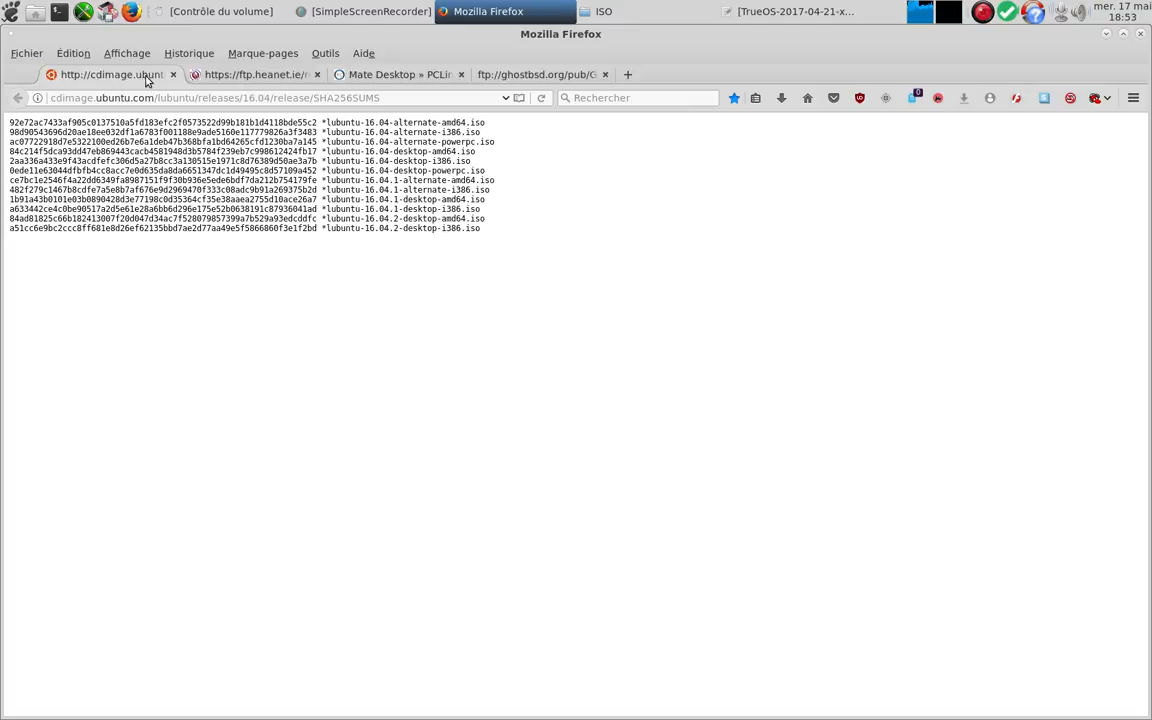 [Contrôle du volume]
[SimpleScreenRecorder]
Mozilla Firefox
ISO
[TrueOS-2017-04-21-x...
mer. 17 mai
18:53
Mozilla Firefox
Fichier
Édition
Affichage
Historique
Marque-pages
Outils
Aide
http://cdimage.ubunt
https://ftp.heanet.ie/
Mate Desktop » PCLi
ftp://ghostbsd.org/pub/G
cdimage.ubuntu.com/lubuntu/releases/16.04/release/SHA256SUMS
Rechercher
0
92e72ac7433af905c0137510a5fd183efc2f0573522d99b181b1d4118bde55c2 *lubuntu-16.04-alternate-amd64.iso
98d90543696d20ae18ee032df1a6783f001188e9ade5160e117779826a3f3483 *lubuntu-16.04-alternate-i386.iso
ac07722918d7e5322100ed26b7e6a1deb47b368bfa1bd64265cfd1230ba7a145 *lubuntu-16.04-alternate-powerpc.iso
84c214f5dca93dd47eb869443cacb4581948d3b5784f239eb7c998612424fb17 *lubuntu-16.04-desktop-amd64.iso
2aa336a433e9f43acdfefc306d5a27b8cc3a130515e1971c8d76389d50ae3a7b *lubuntu-16.04-desktop-i386.iso
0ede11e63044dfbfb4cc8acc7e0d635da8da6651347dc1d49495c8d57109a452 *lubuntu-16.04-desktop-powerpc.iso
ce7bc1e2546f4a22dd6349fa8987151f9f30b936e5ede6bdf7da212b754179fe *lubuntu-16.04.1-alternate-amd64.iso
482f279c1467b8cdfe7a5e8b7af676e9d2969470f333c08adc9b91a269375b2d *lubuntu-16.04.1-alternate-i386.iso
1b91a43b0101e03b0890428d3e77198c0d35364cf35e38aaea2755d10ace26a7 *lubuntu-16.04.1-desktop-amd64.iso
a633442ce4c0be90517a2d5e61e28a6bb6d296e175e52b0638191c87936041ad *lubuntu-16.04.1-desktop-i386.iso
84ad81825c66b182413007f20d047d34ac7f528079857399a7b529a93edcddfc *lubuntu-16.04.2-desktop-amd64.iso
a51cc6e9bc2ccc8ff681e8d26ef62135bbd7ae2d77aa49e5f5866860f3e1f2bd *lubuntu-16.04.2-desktop-i386.iso